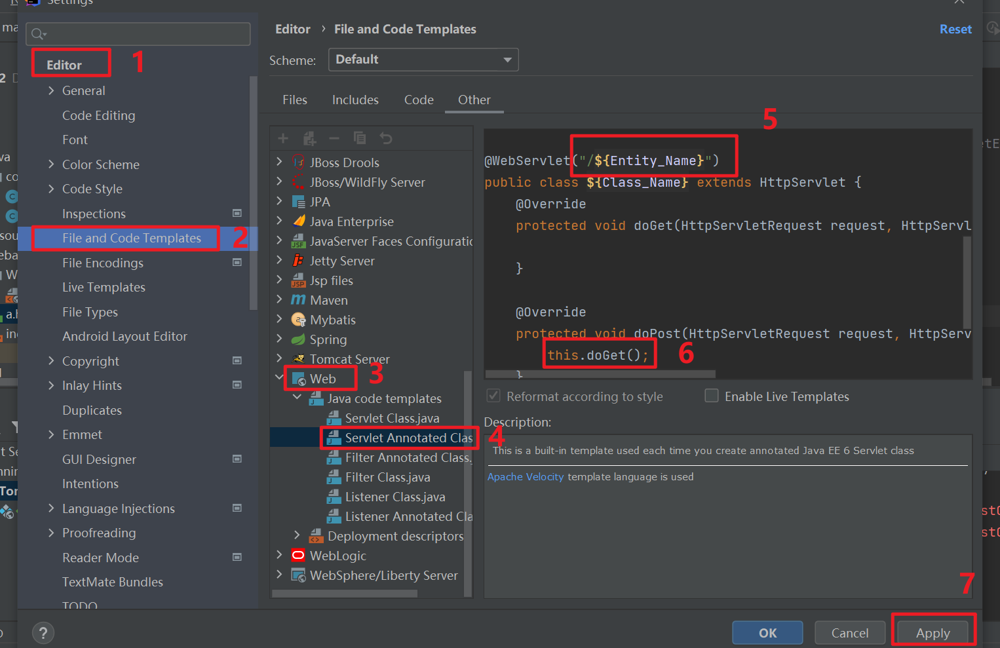 Settings
Editor
1
General
Code Editing
Font
Color Scheme
Code Style
Inspections
File and Code Templates
2
File Encodings
Live Templates
File Types
Android Layout Editor
Copyright
Inlay Hints
Duplicates
Emmet
GUI Designer
Intentions
Language Injections
Proofreading
Reader Mode
TextMate Bundles
TODO
Editor › File and Code Templates
Reset
Scheme:
Default
Files
Includes
Code
Other
JBoss Drools
JBoss/WildFly Server
JPA
Java Enterprise
JavaServer Faces Configuratio
Jetty Server
Jsp files
Maven
Mybatis
Spring
Tomcat Server
Web
3
Java code templates
Servlet Class.java
Servlet Annotated Clas
4
Filter Annotated Class.
Filter Class.java
Listener Class.java
Listener Annotated Cla
Deployment descriptors
WebLogic
WebSphere/Liberty Server
5
@WebServlet("/${Entity_Name}")
public class ${Class_Name} extends HttpServlet {
@Override
protected void doGet(HttpServletRequest request, HttpServl
}
@Override
protected void doPost(HttpServletRequest request, HttpServ
this.doGet();
6
}
Reformat according to style
Enable Live Templates
Description:
This is a built-in template used each time you create annotated Java EE 6 Servlet class
Apache Velocity template language is used
7
?
OK
Cancel
Apply